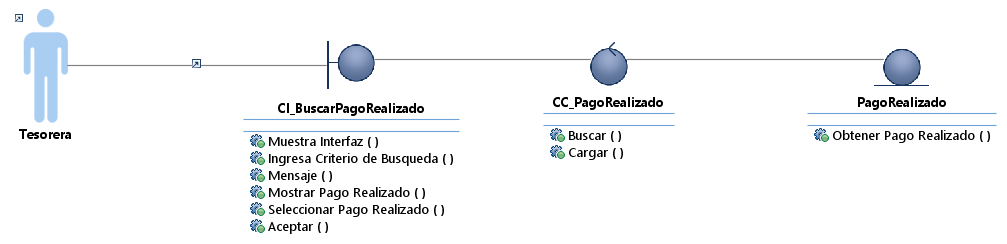 Tesorera
CI_BuscarPagoRealizado
Muestra Interfaz ( )
Ingresa Criterio de Busqueda ( )
Mensaje ( )
Mostrar Pago Realizado ( )
Seleccionar Pago Realizado ( )
Aceptar ( )
CC_PagoRealizado
Buscar ( )
Cargar ( )
PagoRealizado
Obtener Pago Realizado ( )